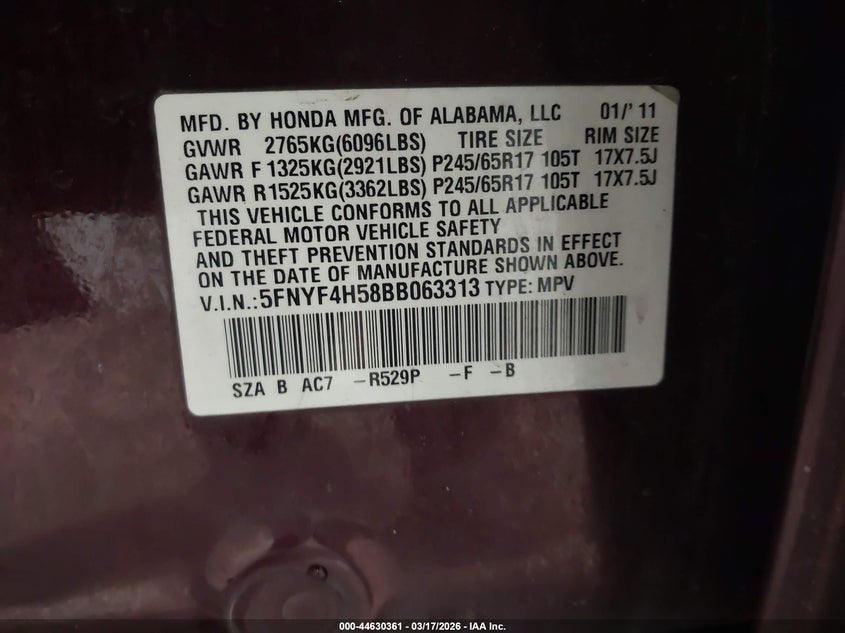 MFD. BY HONDA MFG. OF ALABAMA, LLC 01/'11
GVWR 2765KG(6096LBS) TIRE SIZE RIM SIZE
GAWR F 1325KG(2921LBS) P245/65R17 105T 17X7.5J
GAWR R1525KG(3362LBS) P245/65R17 105T 17X7.5J
THIS VEHICLE CONFORMS TO ALL APPLICABLE
FEDERAL MOTOR VEHICLE SAFETY
AND THEFT PREVENTION STANDARDS IN EFFECT
ON THE DATE OF MANUFACTURE SHOWN ABOVE.
V.I.N.:5FNYF4H58BB063313 TYPE: MPV
SZA B AC7 -R529P -F -B
000-44630361 - 03/17/2026 - IAA Inc.